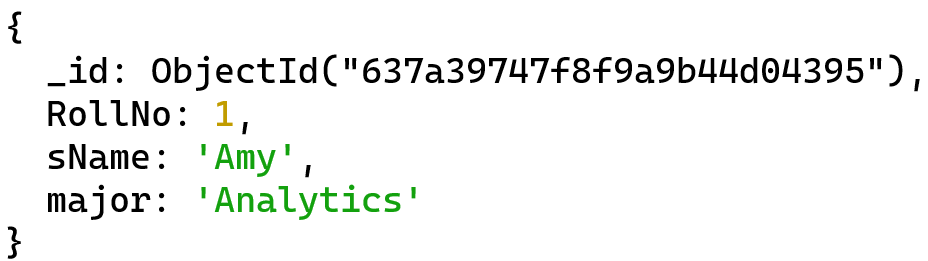 {
  _id: ObjectId("637a39747f8f9a9b44d04395"),
  RollNo: 1,
  sName: 'Amy',
  major: 'Analytics'
}